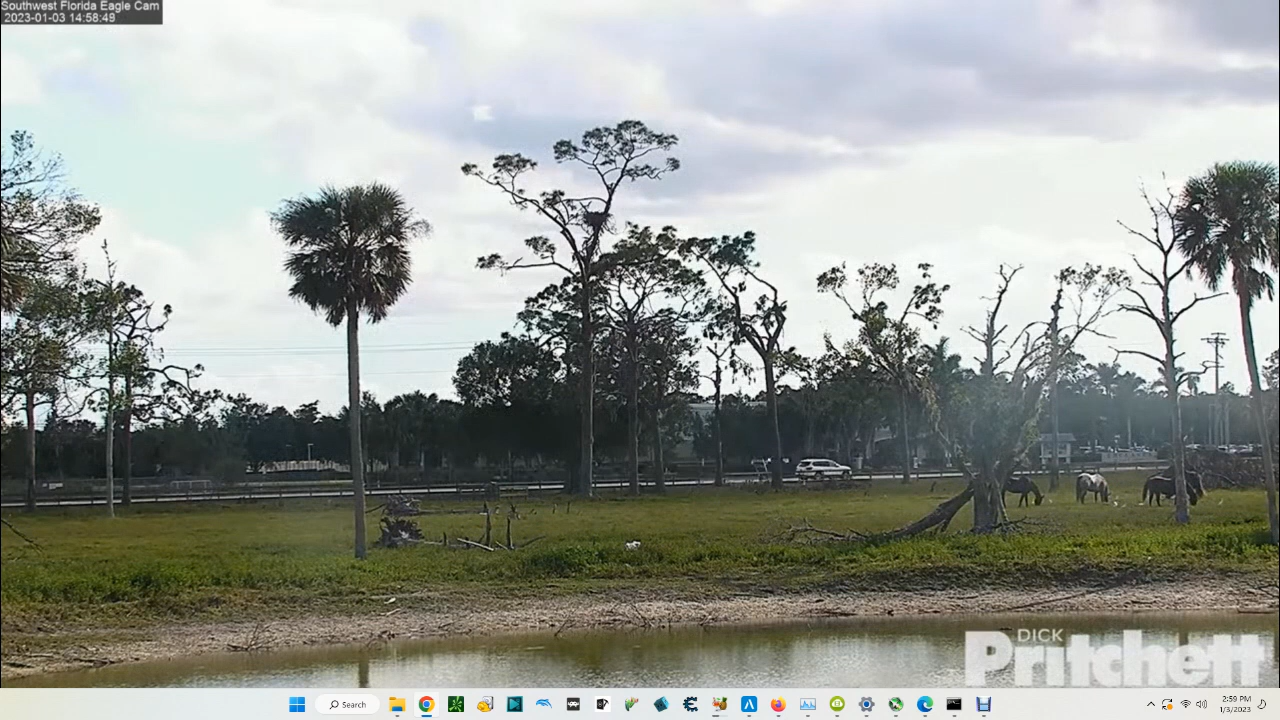 Southwest Florida Eagle Cam
2023-01-03 14:58:49
DICK
Pritchett
Search
2:59 PM
1/3/2023